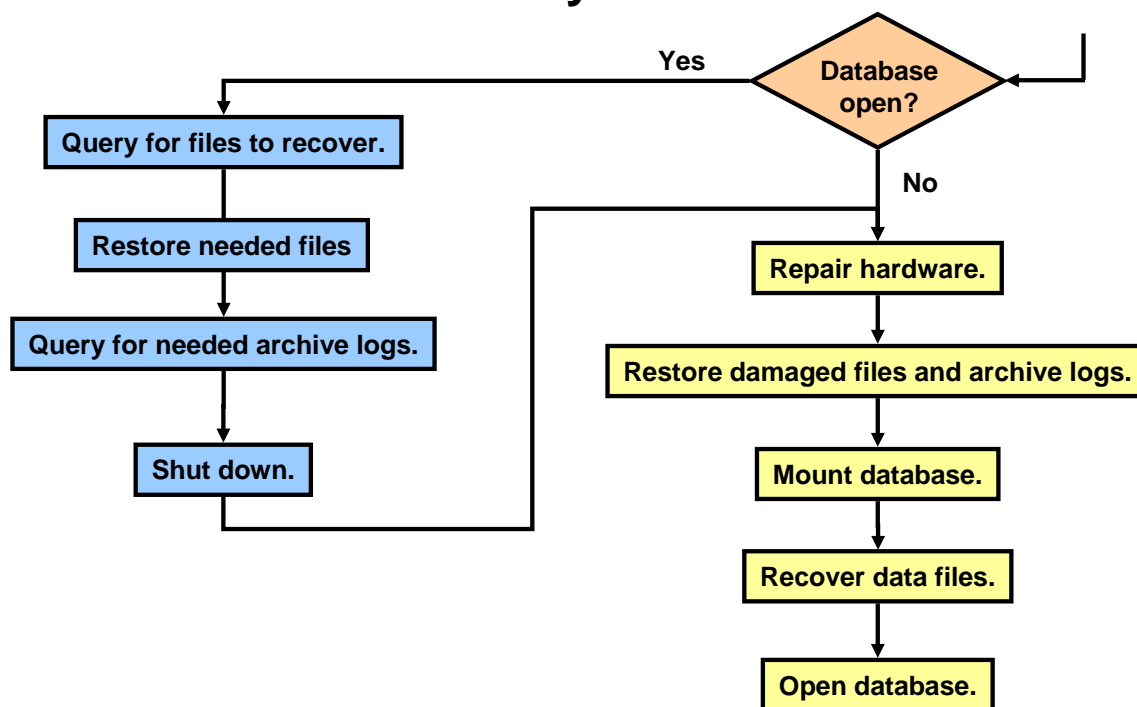 Yes
Database
open?
Query for files to recover.
No
Restore needed files
Repair hardware.
Query for needed archive logs.
Restore damaged files and archive logs.
Shut down.
Mount database.
Recover data files.
Open database.